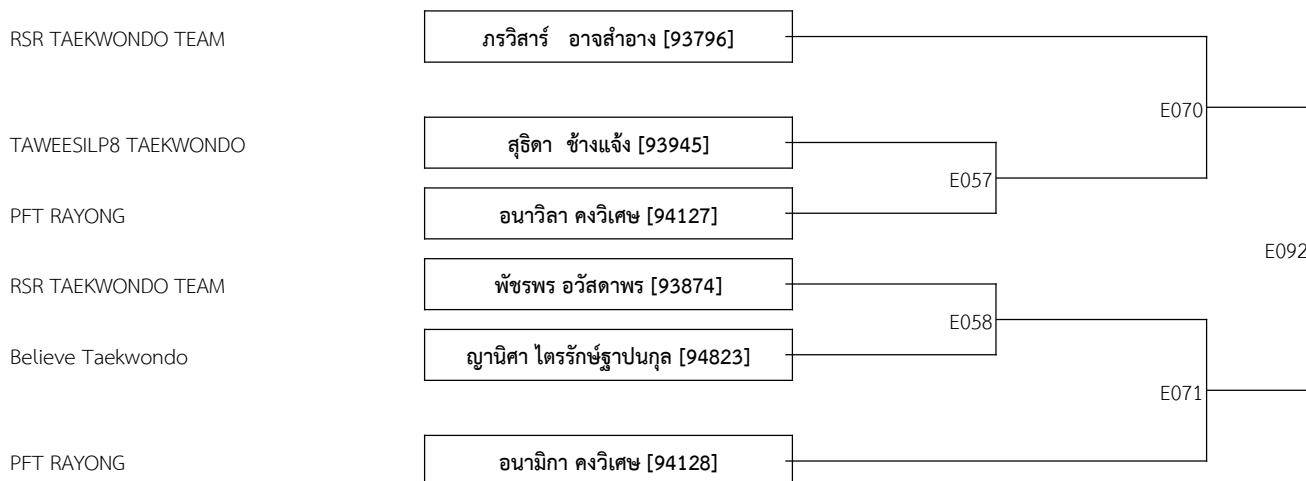 RSR TAEKWONDO TEAM
ภรวิสาร์ อาจสำอาง [93796]
E070
TAWEESILP8 TAEKWONDO
สุธิดา ช้างแจ้ง [93945]
E057
PFT RAYONG
อนาวิลา คงวิเศษ [94127]
E092
RSR TAEKWONDO TEAM
พัชรพร อวัสดาพร [93874]
E058
Believe Taekwondo
ญานิศา ไตรรักษ์ฐาปนกุล [94823]
E071
PFT RAYONG
อนามิกา คงวิเศษ [94128]